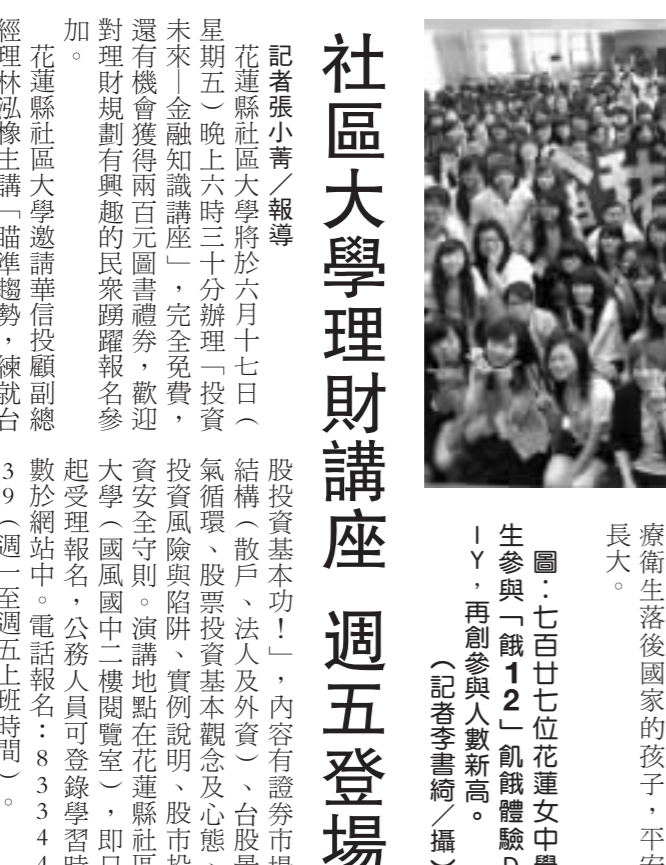 療衛生落後國家的孩子，平安
長大。
圖：七百廿七位花蓮女中學
生參與「餓12」飢餓體驗D
IY，再創參與人數新高。
（記者李書綺／攝）
社區大學理財講座 週五登場
記者張小菁／報導
花蓮縣社區大學將於六月十七日（
星期五）晚上六時三十分辦理「投資
未來—金融知識講座」，完全免費，
還有機會獲得兩百元圖書禮券，歡迎
對理財規劃有興趣的民眾踴躍報名參
加。
花蓮縣社區大學邀請華信投顧副總
經理林泓橡主講「瞄準趨勢，練就台
股投資基本功！」，內容有證券市場
結構（散戶、法人及外資）、台股景
氣循環、股票投資基本觀念及心態、
投資風險與陷阱、實例說明、股市投
資安全守則。演講地點在花蓮縣社區
大學（國風國中二樓閱覽室），即日
起受理報名，公務人員可登錄學習時
數於網站中。電話報名：83344
39（週一至週五上班時間）。